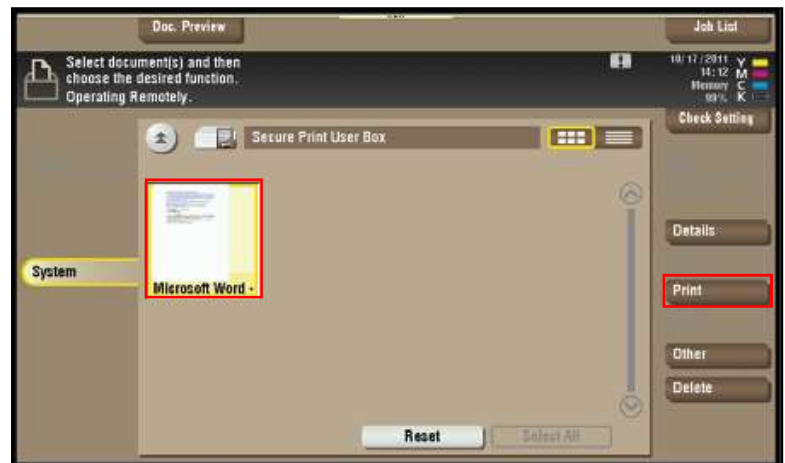 Doc. Preview
Job List
Select document(s) and then
choose the desired function.
Operating Remotely.
10/17/2011
14:12
Memory
99%
Y
M
C
K
Check Setting
Secure Print User Box
Details
System
Microsoft Word -
Print
Other
Delete
Reset
Select All